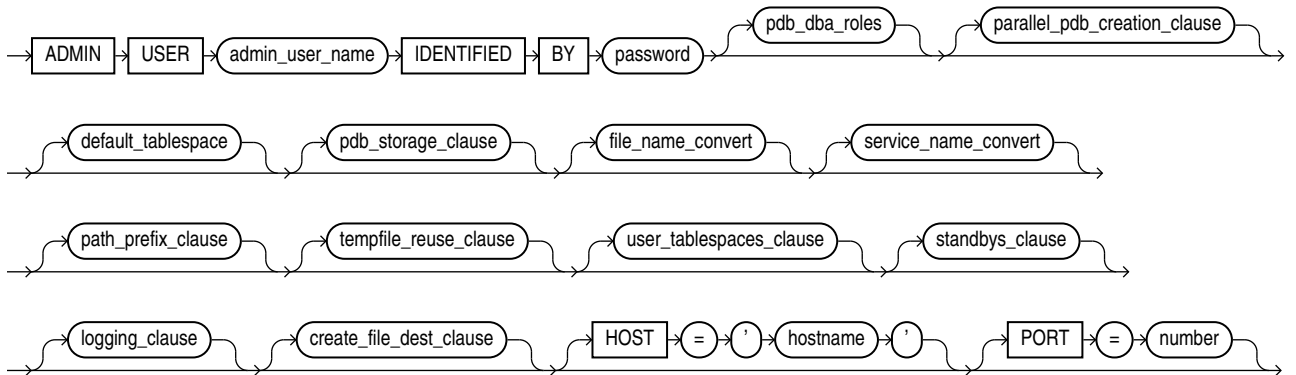 ADMIN USER admin_user_name IDENTIFIED BY password pdb_dba_roles parallel_pdb_creation_clause
default_tablespace pdb_storage_clause file_name_convert service_name_convert
path_prefix_clause tempfile_reuse_clause user_tablespaces_clause standbys_clause
logging_clause create_file_dest_clause HOST = ’ hostname ’ PORT = number